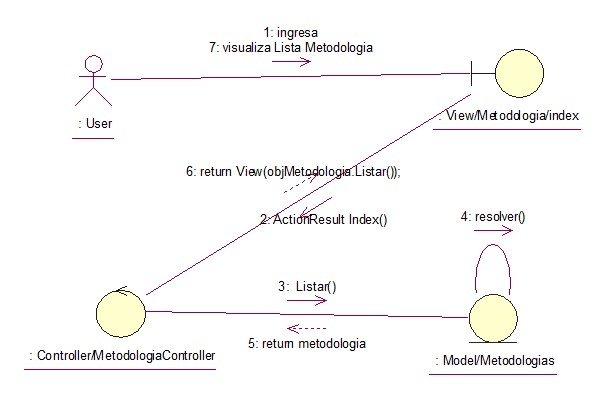 1: ingresa
7: visualiza Lista Metodologia
: User
: View/Metodologia/index
6: return View(objMetodologia.Listar());
2: ActionResult Index()
4: resolver()
3: Listar()
5: return metodologia
: Controller/MetodologiaController
: Model/Metodologias